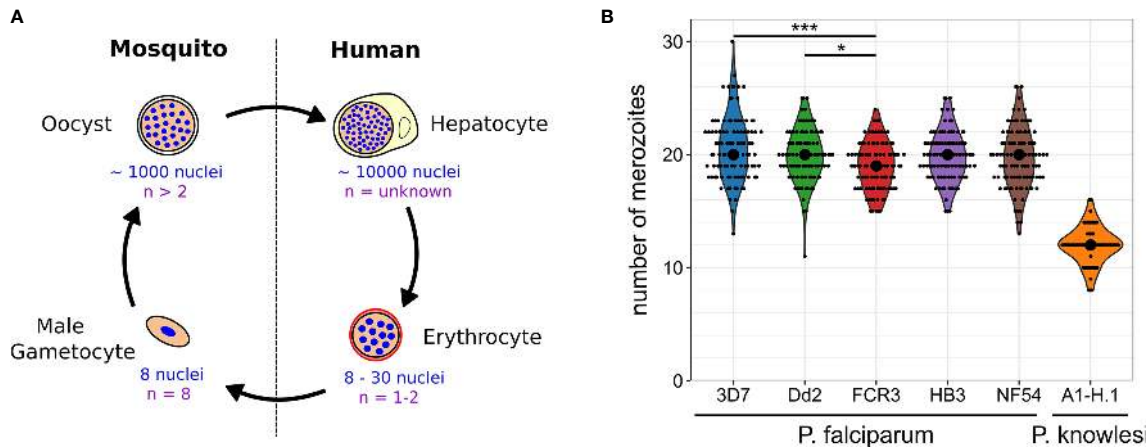 A
Mosquito
Human
Oocyst
~ 1000 nuclei
n > 2
Hepatocyte
~ 10000 nuclei
n = unknown
Male
Gametocyte
8 nuclei
n = 8
Erythrocyte
8 - 30 nuclei
n = 1-2
B
number of merozoites
30
20
10
0
***
*
3D7 Dd2 FCR3 HB3 NF54 A1-H.1
P. falciparum P. knowlesi